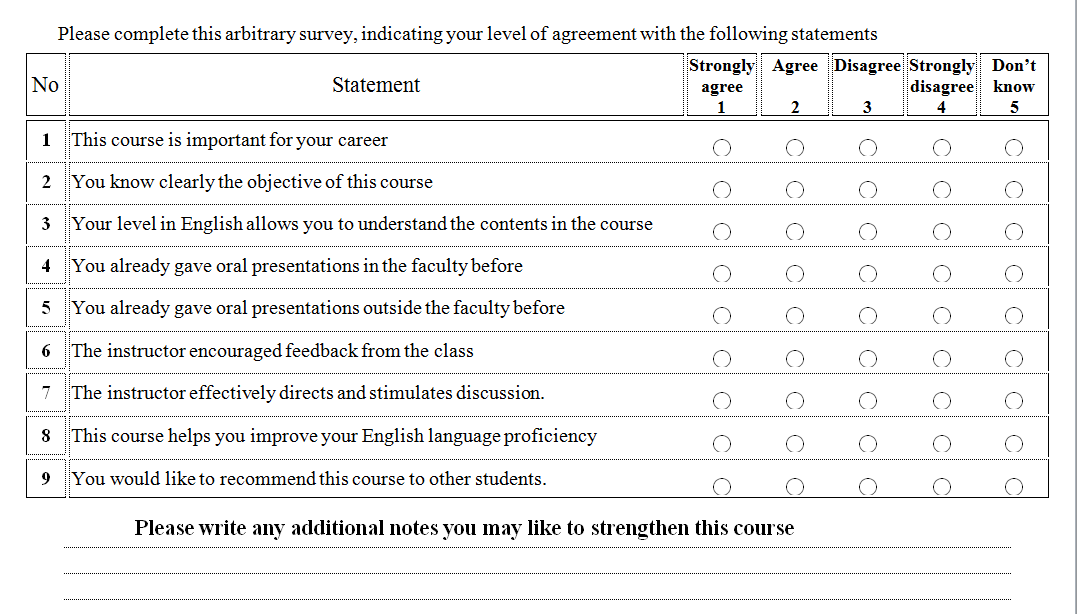 Please complete this arbitrary survey, indicating your level of agreement with the following statements
No Statement Strongly agree 1 Agree 2 Disagree 3 Strongly disagree 4 Don't know 5
1 This course is important for your career
2 You know clearly the objective of this course
3 Your level in English allows you to understand the contents in the course
4 You already gave oral presentations in the faculty before
5 You already gave oral presentations outside the faculty before
6 The instructor encouraged feedback from the class
7 The instructor effectively directs and stimulates discussion.
8 This course helps you improve your English language proficiency
9 You would like to recommend this course to other students.
Please write any additional notes you may like to strengthen this course